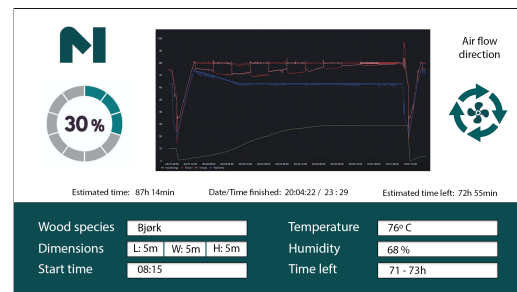 Air flow
direction
30 %
Estimated time: 87h 14min
Date/Time finished: 20:04:22 / 23 : 29
Estimated time left: 72h 55min
Wood species Bjørk
Dimensions L: 5m W: 5m H: 5m
Start time 08:15
Temperature 76º C
Humidity 68 %
Time left 71 - 73h